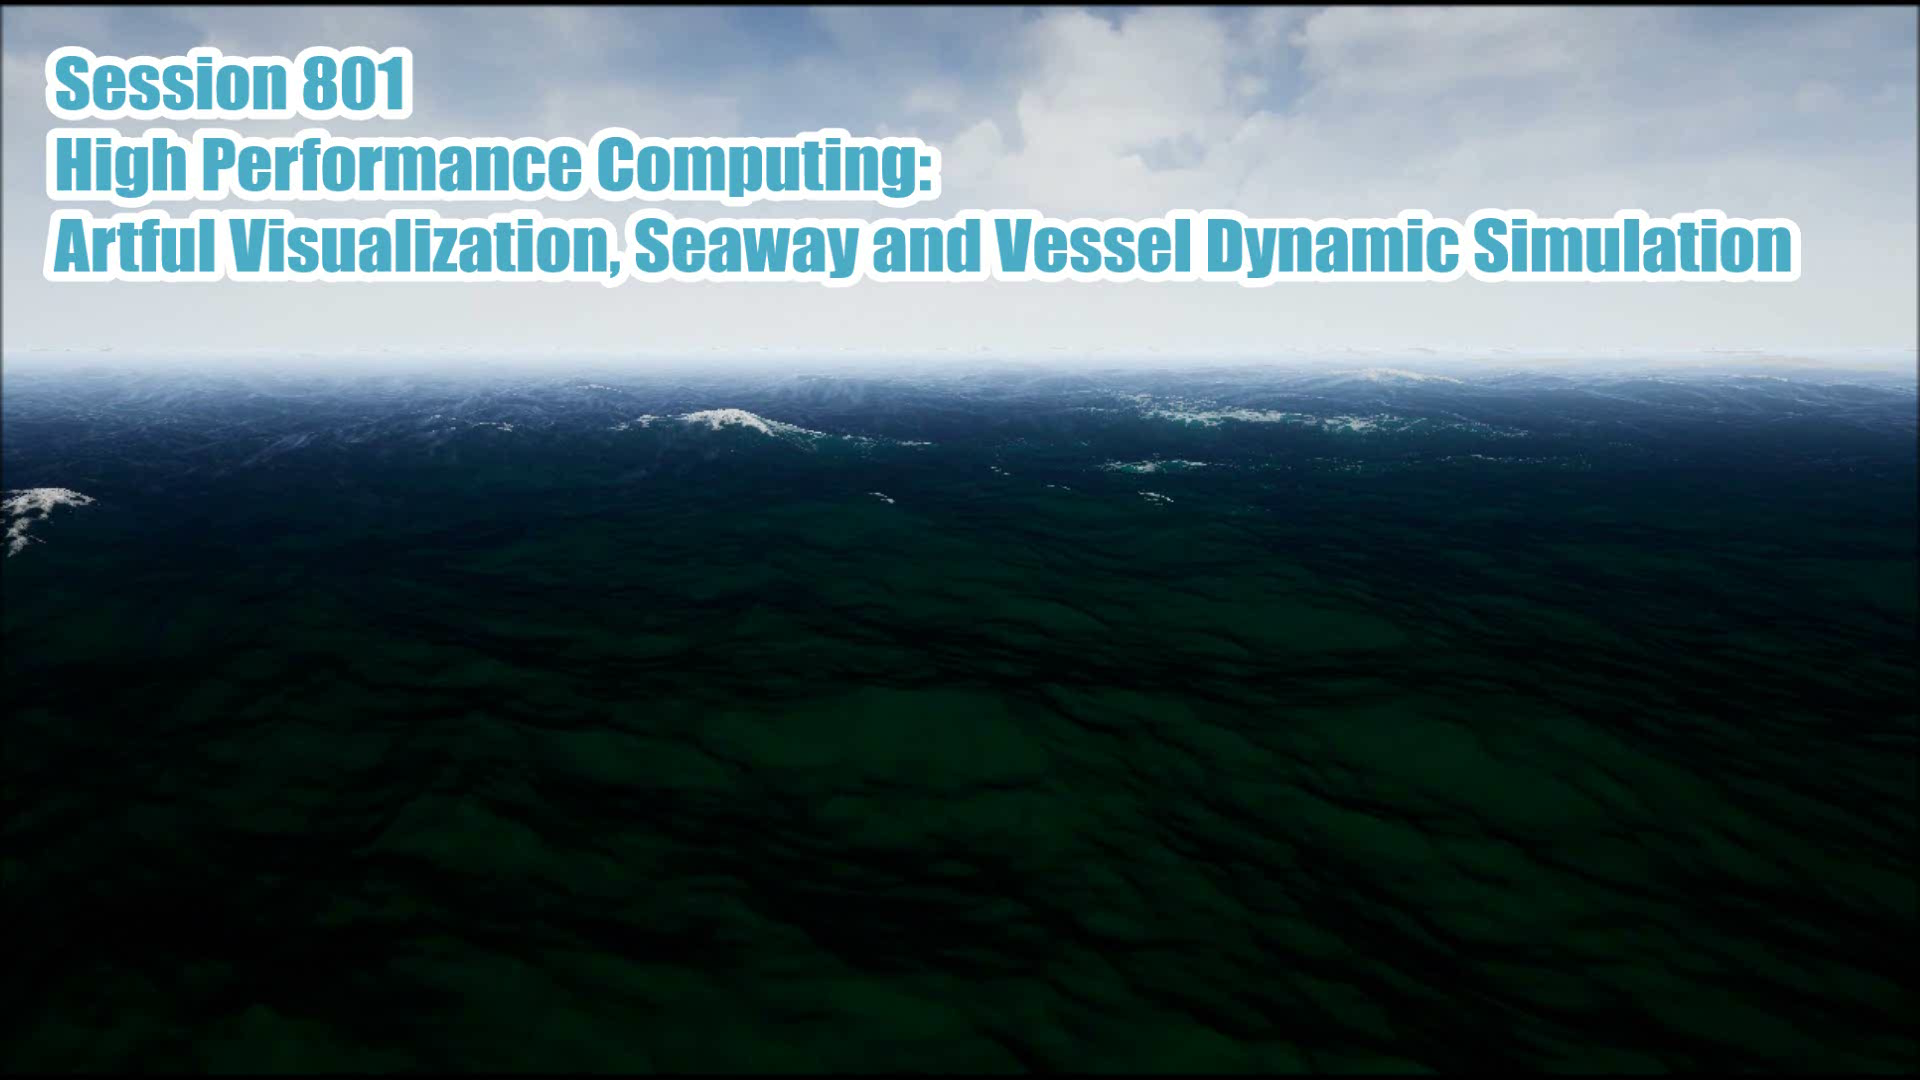 Session 801
High Performance Computing:
Artful Visualization, Seaway and Vessel Dynamic Simulation